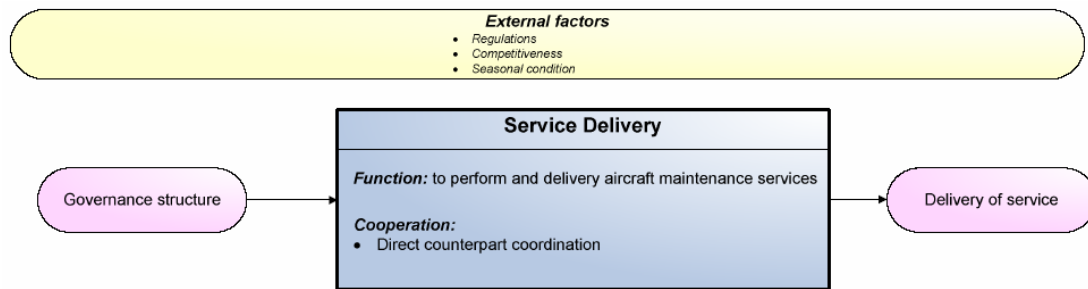 External factors
• Regulations
• Competitiveness
• Seasonal condition
Service Delivery
Governance structure
Function: to perform and delivery aircraft maintenance services
Cooperation:
• Direct counterpart coordination
Delivery of service